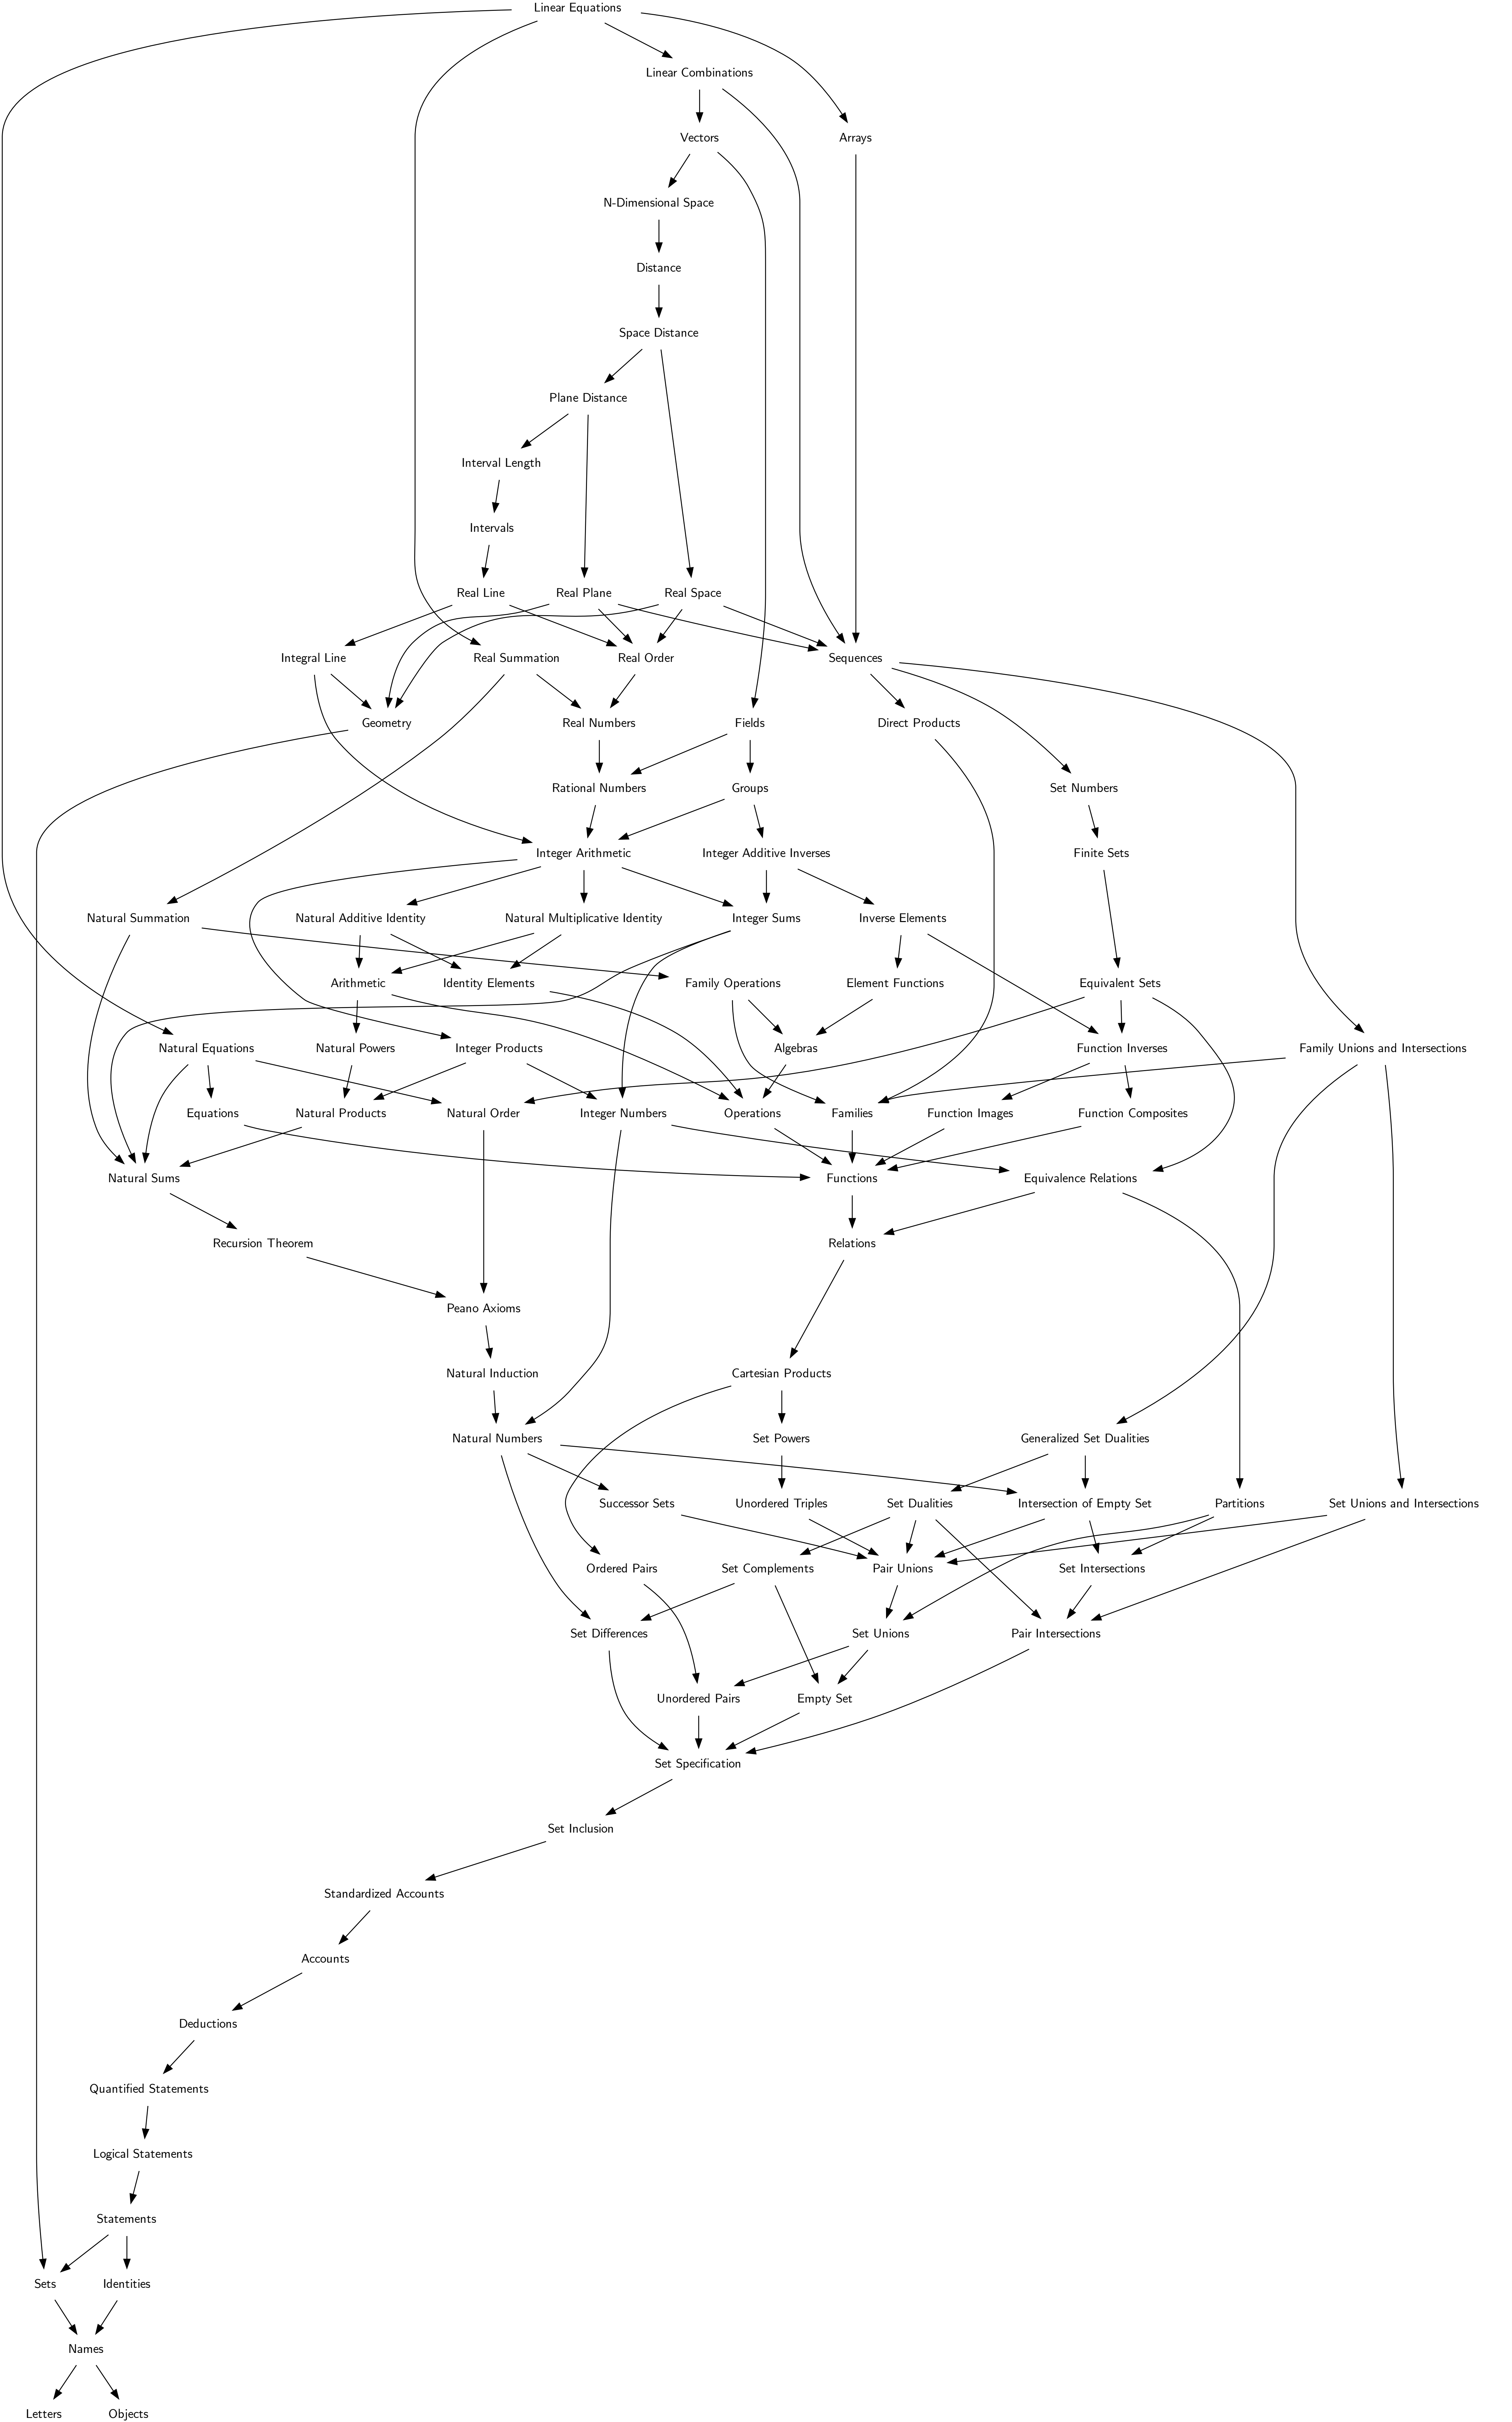 Linear Equations
Linear Combinations
Vectors
Arrays
N-Dimensional Space
Distance
Space Distance
Plane Distance
Interval Length
Intervals
Real Line
Real Plane
Real Space
Integral Line
Real Summation
Real Order
Sequences
Geometry
Real Numbers
Fields
Direct Products
Rational Numbers
Groups
Set Numbers
Integer Arithmetic
Integer Additive Inverses
Finite Sets
Natural Summation
Natural Additive Identity
Natural Multiplicative Identity
Integer Sums
Inverse Elements
Arithmetic
Identity Elements
Family Operations
Element Functions
Equivalent Sets
Natural Equations
Natural Powers
Integer Products
Algebras
Function Inverses
Family Unions and Intersections
Equations
Natural Products
Natural Order
Integer Numbers
Operations
Families
Function Images
Function Composites
Natural Sums
Functions
Equivalence Relations
Recursion Theorem
Relations
Peano Axioms
Natural Induction
Cartesian Products
Natural Numbers
Set Powers
Generalized Set Dualities
Successor Sets
Unordered Triples
Set Dualities
Intersection of Empty Set
Partitions
Set Unions and Intersections
Ordered Pairs
Set Complements
Pair Unions
Set Intersections
Set Differences
Set Unions
Pair Intersections
Unordered Pairs
Empty Set
Set Specification
Set Inclusion
Standardized Accounts
Accounts
Deductions
Quantified Statements
Logical Statements
Statements
Sets
Identities
Names
Letters
Objects